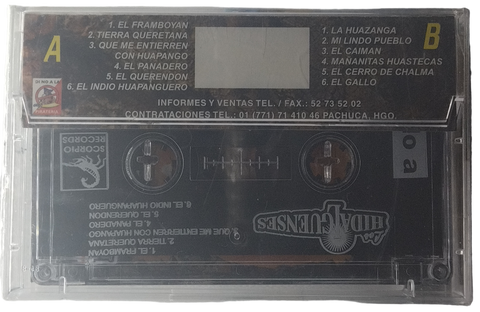 A
1. EL FRAMBOYAN
2. TIERRA QUERETANA
3. QUE ME ENTIERREN
CON HUAPANGO
4. EL PANADERO
5. EL QUERENDON
6. EL INDIO HUAPANGUERO
B
1. LA HUAZANGA
2. MI LINDO PUEBLO
3. EL CAIMAN
4. MAÑANITAS HUASTECAS
5. EL CERRO DE CHALMA
6. EL GALLO
INFORMES Y VENTAS TEL. / FAX.: 52 73 52 02
CONTRATACIONES TEL.: 01 (771) 71 410 46 PACHUCA, HGO.
SCORPIO
RECORDS
Los
HIDALGUENSES
1. EL FRAMBOYAN
2. TIERRA QUERETANA
3. QUE ME ENTIERREN CON HUAPANGO
4. EL PANADERO
5. EL QUERENDON
6. EL INDIO HUAPANGUERO